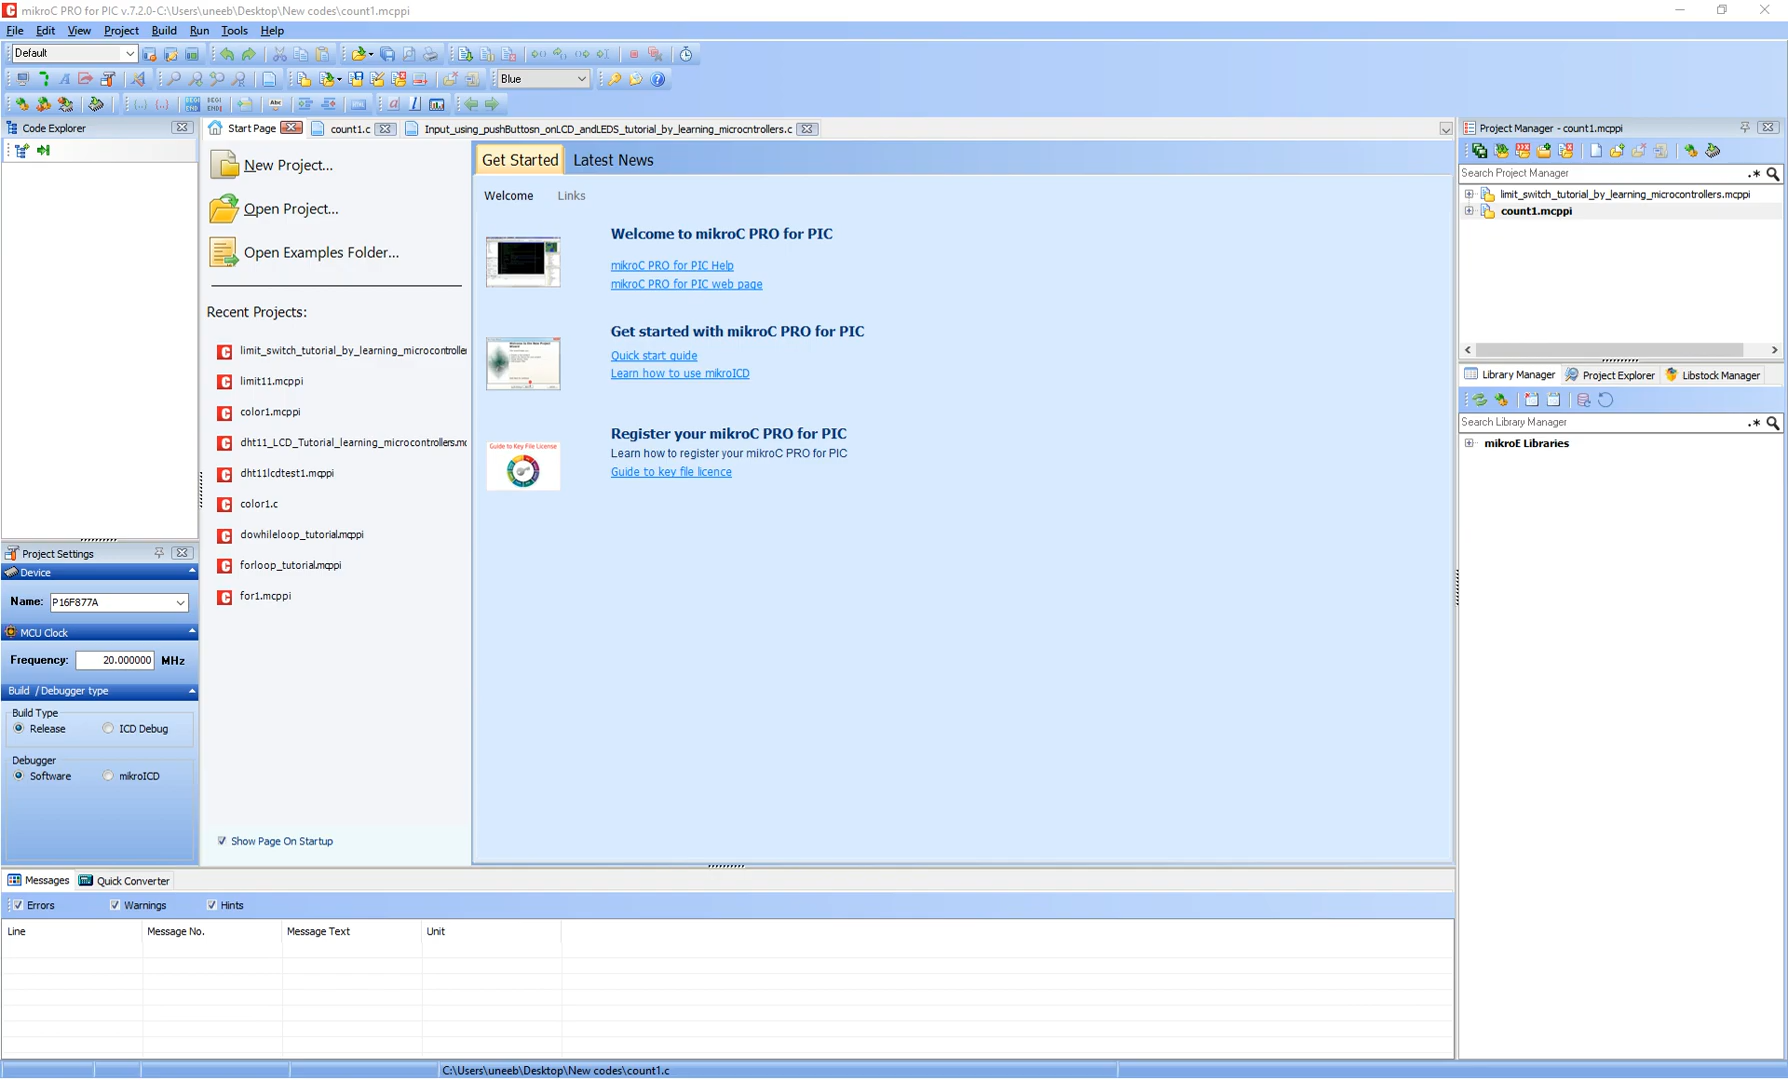 mikroC PRO for PIC v.7.2.0-C:\Users\uneeb\Desktop\New codes\count1.mcppi
File Edit View Project Build Run Tools Help
Default
Blue
Code Explorer
Start Page
count1.c
Input_using_pushButtosn_onLCD_andLEDS_tutorial_by_learning_microcntrollers.c
Project Manager - count1.mcppi
New Project...
Open Project...
Open Examples Folder...
Recent Projects:
limit_switch_tutorial_by_learning_microcontrolle
limit11.mcppi
color1.mcppi
dht11_LCD_Tutorial_learning_microcontrollers.mc
dht11lcdtest1.mcppi
color1.c
dowhileloop_tutorial.mcppi
forloop_tutorial.mcppi
for1.mcppi
Show Page On Startup
Get Started
Latest News
Welcome
Links
Welcome to mikroC PRO for PIC
mikroC PRO for PIC Help
mikroC PRO for PIC web page
Get started with mikroC PRO for PIC
Quick start guide
Learn how to use mikroICD
Guide to Key File License
Register your mikroC PRO for PIC
Learn how to register your mikroC PRO for PIC
Guide to key file licence
Search Project Manager
limit_switch_tutorial_by_learning_microcontrollers.mcppi
count1.mcppi
Library Manager
Project Explorer
Libstock Manager
Search Library Manager
mikroE Libraries
Project Settings
Device
Name: P16F877A
MCU Clock
Frequency: 20.000000 MHz
Build / Debugger type
Build Type
Release
ICD Debug
Debugger
Software
mikroICD
Messages
Quick Converter
Errors
Warnings
Hints
Line
Message No.
Message Text
Unit
C:\Users\uneeb\Desktop\New codes\count1.c